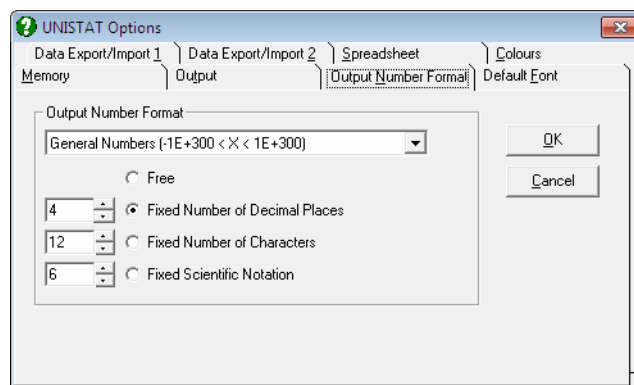 UNISTAT Options
Data Export/Import 1 Data Export/Import 2 Spreadsheet Colours
Memory Output Output Number Format Default Font
Output Number Format
General Numbers (-1E+300 < X < 1E+300)
OK
Free
Cancel
4 Fixed Number of Decimal Places
12 Fixed Number of Characters
6 Fixed Scientific Notation